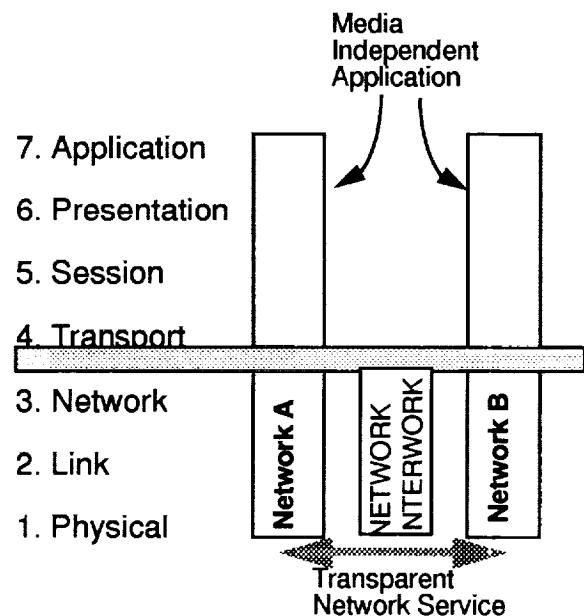 Media
Independent
Application
7. Application
6. Presentation
5. Session
4. Transport
3. Network
2. Link
1. Physical
Network A
NETWORK
NTERWORK
Network B
Transparent
Network Service